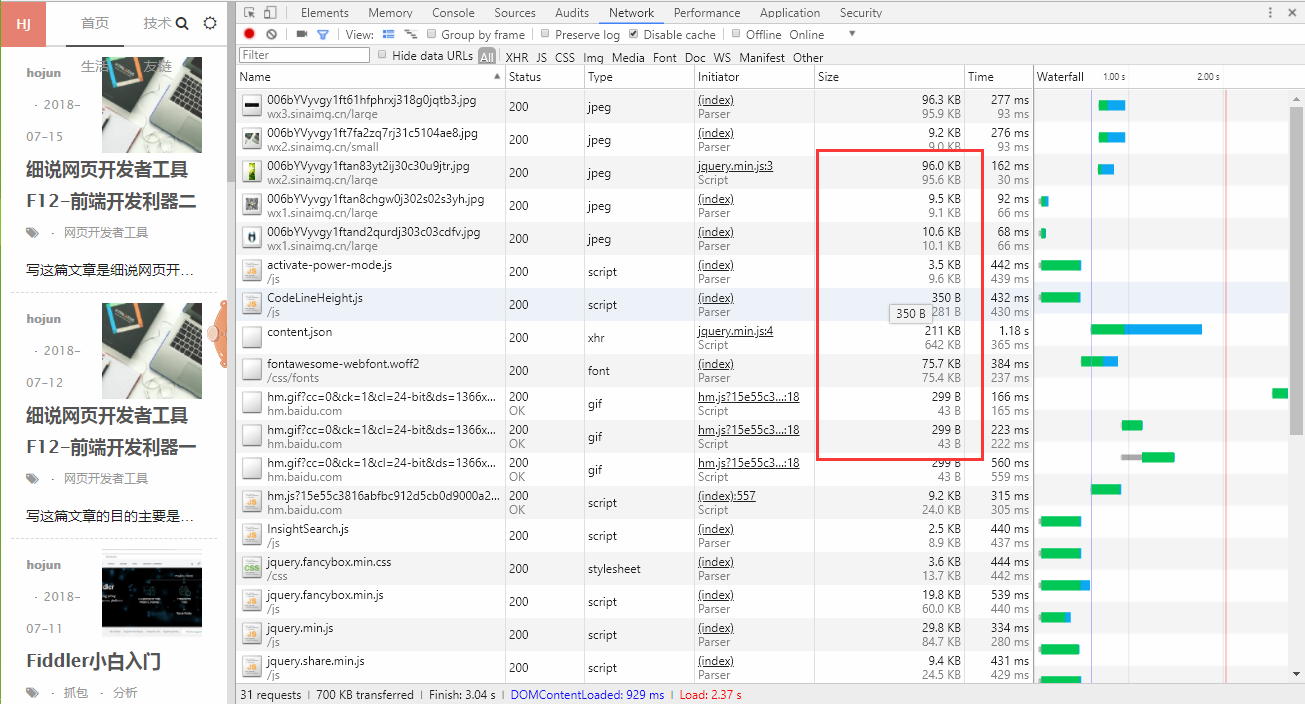 HJ 首页 技术
生活 友链
hojun
· 2018-
07-15
细说网页开发者工具
F12-前端开发利器二
· 网页开发者工具
写这篇文章是细说网页开...
hojun
· 2018-
07-12
细说网页开发者工具
F12-前端开发利器一
· 网页开发者工具
写这篇文章的目的主要是...
hojun
· 2018-
07-11
Fiddler小白入门
· 抓包 · 分析
Elements Memory Console Sources Audits Network Performance Application Security
View: Group by frame Preserve log Disable cache Offline Online
Filter Hide data URLs All XHR JS CSS Img Media Font Doc WS Manifest Other
Name Status Type Initiator Size Time Waterfall 1.00 s 2.00 s
006bYVyvgy1ft61hfphrxj318g0jqtb3.jpg 200 jpeg (index) 96.3 KB 277 ms
wx3.sinaimg.cn/large Parser 95.9 KB 93 ms
006bYVyvgy1ft7fa2zq7rj31c5104ae8.jpg 200 jpeg (index) 9.2 KB 276 ms
wx2.sinaimg.cn/small Parser 9.0 KB 93 ms
006bYVyvgy1ftan83yt2ij30c30u9jtr.jpg 200 jpeg jquery.min.js:3 96.0 KB 162 ms
wx2.sinaimg.cn/large Script 95.6 KB 30 ms
006bYVyvgy1ftan8chgw0j302s02s3yh.jpg 200 jpeg (index) 9.5 KB 92 ms
wx1.sinaimg.cn/large Parser 9.1 KB 66 ms
006bYVyvgy1ftand2qurdj303c03cdfv.jpg 200 jpeg (index) 10.6 KB 68 ms
wx1.sinaimg.cn/large Parser 10.1 KB 66 ms
activate-power-mode.js 200 script (index) 3.5 KB 442 ms
/js Parser 9.6 KB 439 ms
CodeLineHeight.js 200 script (index) 350 B 432 ms
/js Parser 350 B 281 B 430 ms
content.json 200 xhr jquery.min.js:4 211 KB 1.18 s
Script 642 KB 365 ms
fontawesome-webfont.woff2 200 font (index) 75.7 KB 384 ms
/css/fonts Parser 75.4 KB 237 ms
hm.gif?cc=0&ck=1&cl=24-bit&ds=1366x... 200 gif hm.js?15e55c3...:18 299 B 166 ms
hm.baidu.com OK Script 43 B 165 ms
hm.gif?cc=0&ck=1&cl=24-bit&ds=1366x... 200 gif hm.js?15e55c3...:18 299 B 223 ms
hm.baidu.com OK Script 43 B 222 ms
hm.gif?cc=0&ck=1&cl=24-bit&ds=1366x... 200 gif hm.js?15e55c3...:18 299 B 560 ms
hm.baidu.com OK Script 43 B 559 ms
hm.js?15e55c3816abfbc912d5cb0d9000a2... 200 script (index):557 9.2 KB 315 ms
hm.baidu.com OK Script 24.0 KB 305 ms
InsightSearch.js 200 script (index) 2.5 KB 440 ms
/js Parser 8.9 KB 437 ms
jquery.fancybox.min.css 200 stylesheet (index) 3.6 KB 444 ms
/css Parser 13.7 KB 442 ms
jquery.fancybox.min.js 200 script (index) 19.8 KB 539 ms
/js Parser 60.0 KB 440 ms
jquery.min.js 200 script (index) 29.8 KB 334 ms
/js Parser 84.7 KB 280 ms
jquery.share.min.js 200 script (index) 9.4 KB 431 ms
/js Parser 24.5 KB 429 ms
31 requests | 700 KB transferred | Finish: 3.04 s | DOMContentLoaded: 929 ms | Load: 2.37 s